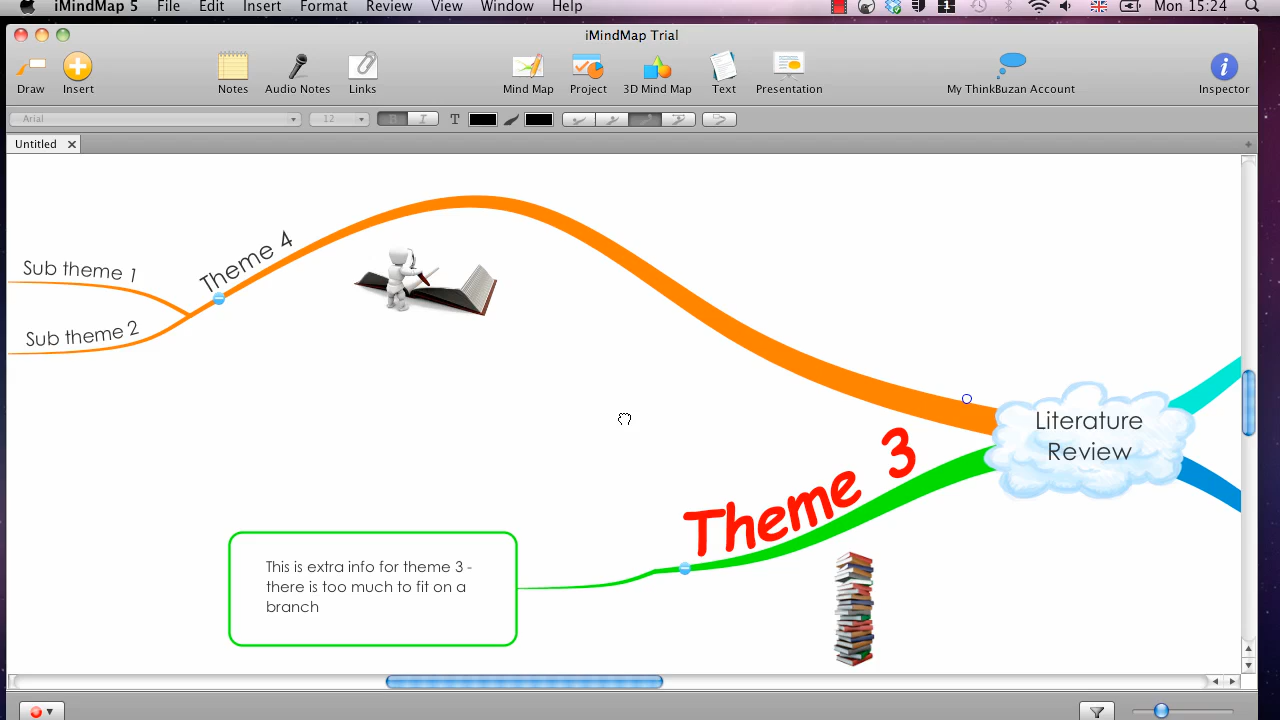 iMindMap 5 File Edit Insert Format Review View Window Help 1 Mon 15:24
iMindMap Trial
Draw Insert Notes Audio Notes Links Mind Map Project 3D Mind Map Text Presentation My ThinkBuzan Account Inspector
Arial 12 B I T
Untitled
Theme 4
Sub theme 1
Sub theme 2
Literature
Review
Theme 3
This is extra info for theme 3 -
there is too much to fit on a
branch